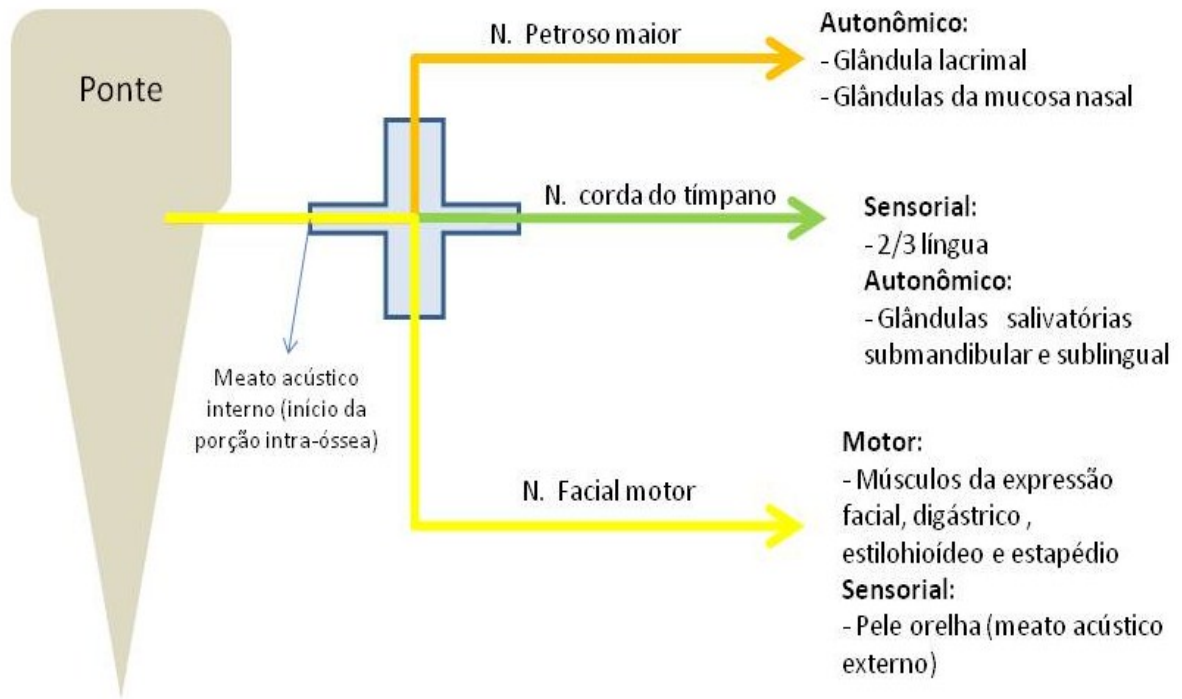 Ponte
N. Petroso maior
Autonômico:
- Glândula lacrimal
- Glândulas da mucosa nasal
N. corda do tímpano
Sensorial:
- 2/3 língua
Autonômico:
- Glândulas salivatórias
submandibular e sublingual
Meato acústico
interno (início da
porção intra-óssea)
N. Facial motor
Motor:
- Músculos da expressão
facial, digástrico ,
estilohioídeo e estapédio
Sensorial:
- Pele orelha (meato acústico
externo)